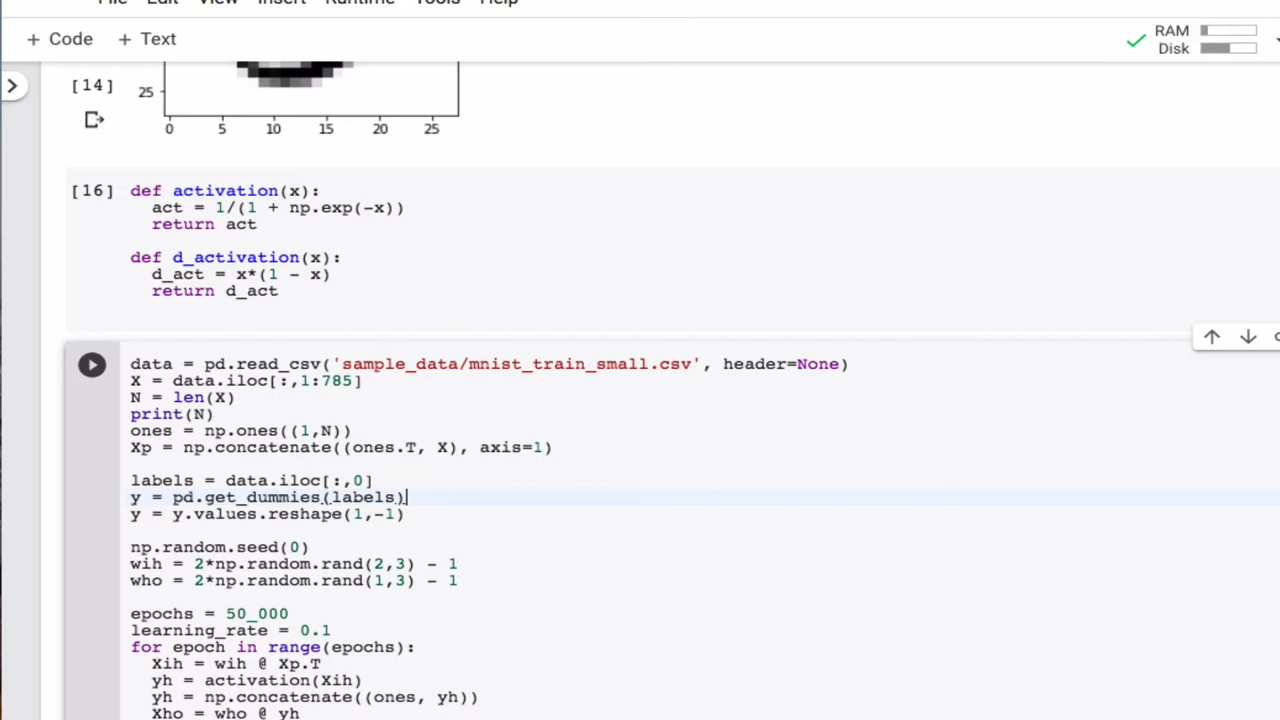 File Edit View Insert Runtime Tools Help
+ Code + Text
RAM
Disk
[14]
25
0 5 10 15 20 25
[16] def activation(x):
act = 1/(1 + np.exp(-x))
return act
def d_activation(x):
d_act = x*(1 - x)
return d_act
data = pd.read_csv('sample_data/mnist_train_small.csv', header=None)
X = data.iloc[:,1:785]
N = len(X)
print(N)
ones = np.ones((1,N))
Xp = np.concatenate((ones.T, X), axis=1)
labels = data.iloc[:,0]
y = pd.get_dummies(labels)
y = y.values.reshape(1,-1)
np.random.seed(0)
wih = 2*np.random.rand(2,3) - 1
who = 2*np.random.rand(1,3) - 1
epochs = 50_000
learning_rate = 0.1
for epoch in range(epochs):
Xih = wih @ Xp.T
yh = activation(Xih)
yh = np.concatenate((ones, yh))
Xho = who @ yh